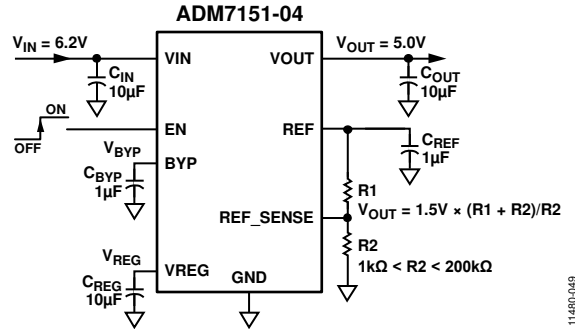 ADM7151-04
VIN = 6.2V
VOUT = 5.0V
VIN
VOUT
CIN
10µF
COUT
10µF
ON
OFF
EN
REF
VBYP
BYP
CBYP
1µF
CREF
1µF
R1
REF_SENSE
VOUT = 1.5V × (R1 + R2)/R2
R2
1kΩ < R2 < 200kΩ
VREG
VREG
CREG
10µF
GND
11480-049